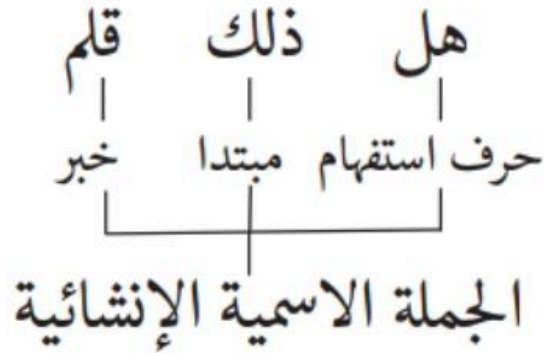 هل ذلك قلم
حرف استفهام مبتدا خبر
الجملة الاسمية الإنشائية